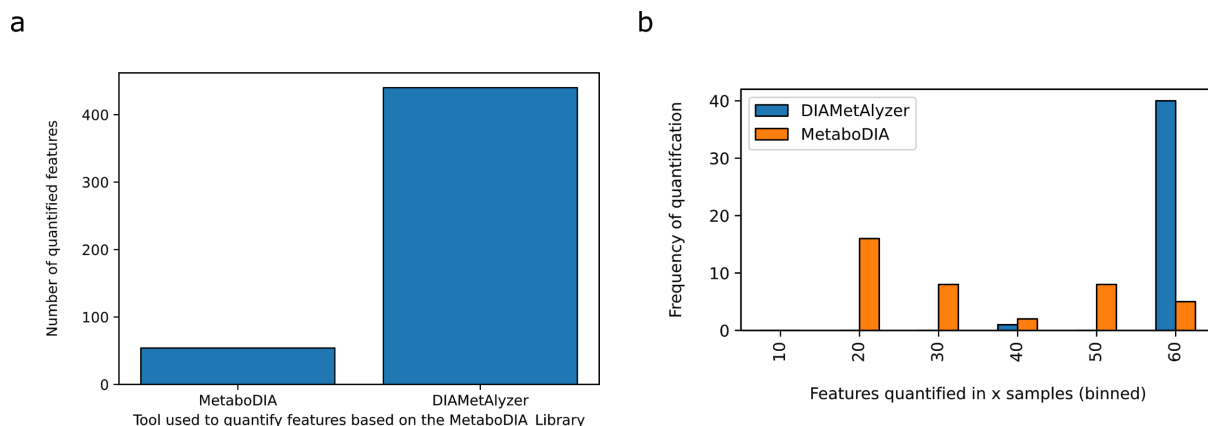 a
Number of quantified features
400
300
200
100
0
MetaboDIA
DIAMetAlyzer
Tool used to quantify features based on the MetaboDIA Library
b
Frequency of quantifcation
40
30
20
10
0
DIAMetAlyzer
MetaboDIA
10
20
30
40
50
60
Features quantified in x samples (binned)